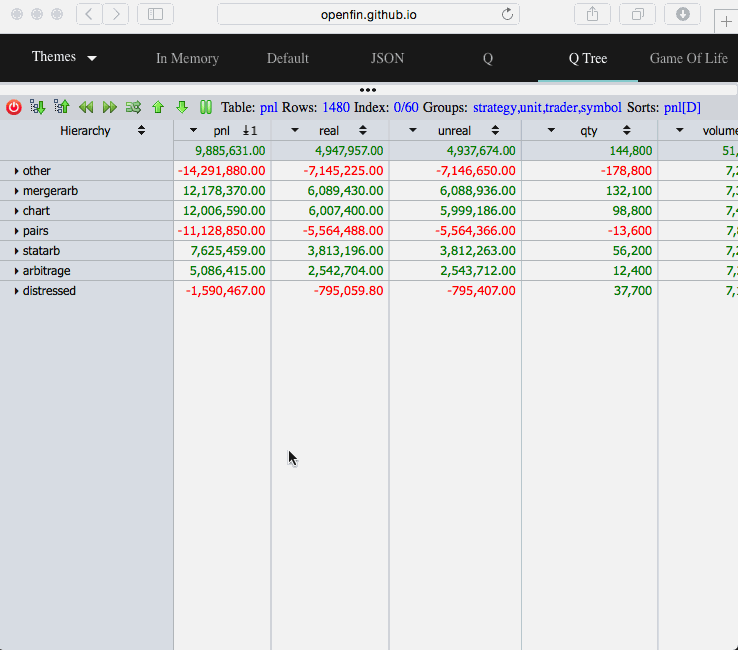 openfin.github.io
Themes In Memory Default JSON Q Q Tree Game Of Life
Table: pnl Rows: 1480 Index: 0/60 Groups: strategy,unit,trader,symbol Sorts: pnl[D]
Hierarchy pnl 1 real unreal qty volume
9,885,631.00 4,947,957.00 4,937,674.00 144,800 51,
other -14,291,880.00 -7,145,225.00 -7,146,650.00 -178,800 7,2
mergerarb 12,178,370.00 6,089,430.00 6,088,936.00 132,100 7,3
chart 12,006,590.00 6,007,400.00 5,999,186.00 98,800 7,4
pairs -11,128,850.00 -5,564,488.00 -5,564,366.00 -13,600 7,8
statarb 7,625,459.00 3,813,196.00 3,812,263.00 56,200 7,2
arbitrage 5,086,415.00 2,542,704.00 2,543,712.00 12,400 7,
distressed -1,590,467.00 -795,059.80 -795,407.00 37,700 7,